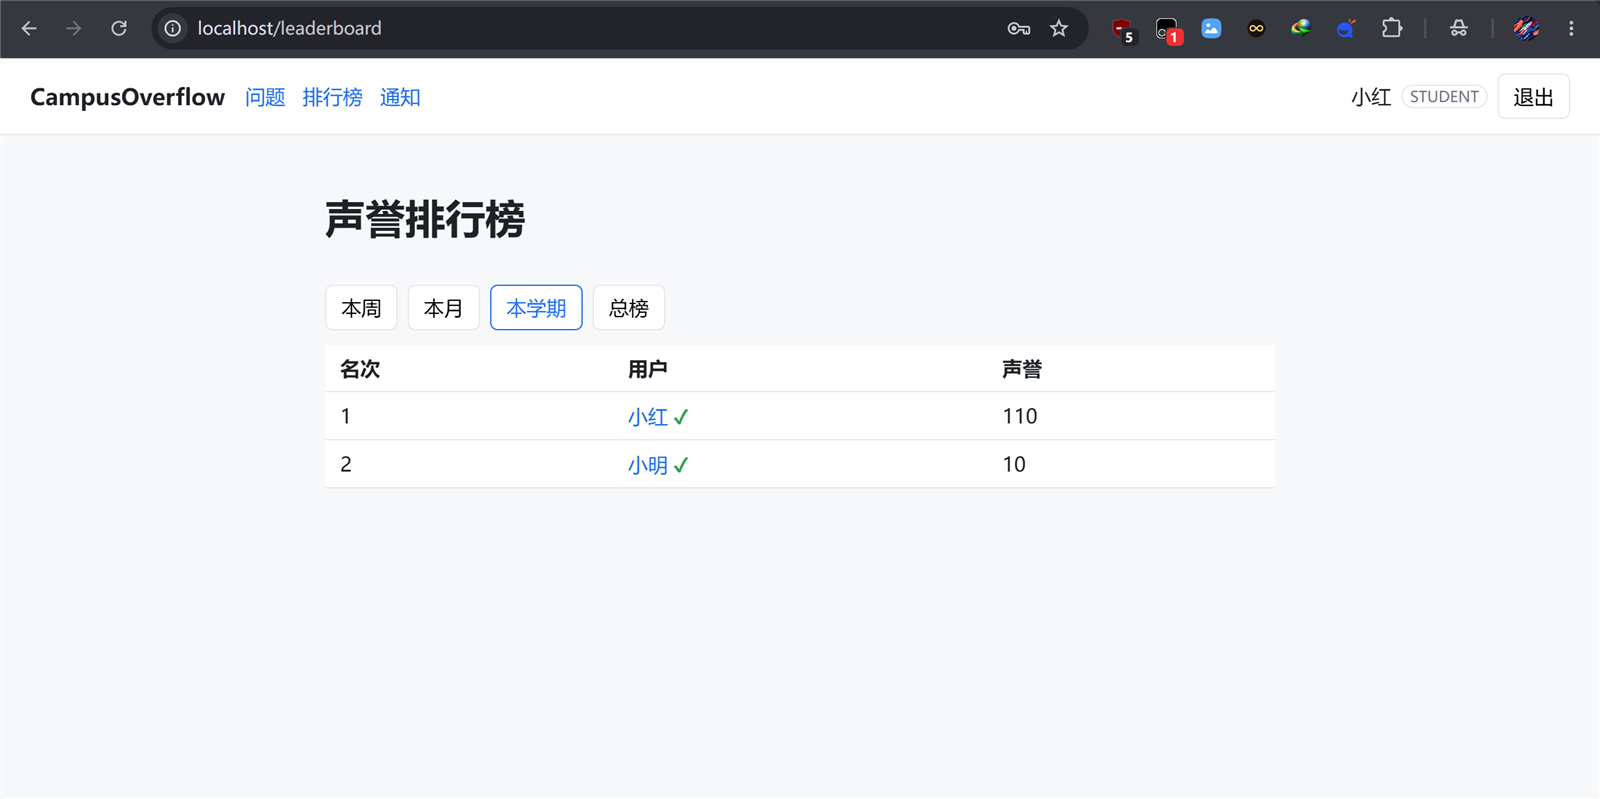 localhost/leaderboard
5
1
CampusOverflow 问题 排行榜 通知 小红 STUDENT 退出
声誉排行榜
本周 本月 本学期 总榜
名次 用户 声誉
1 小红 ✓ 110
2 小明 ✓ 10